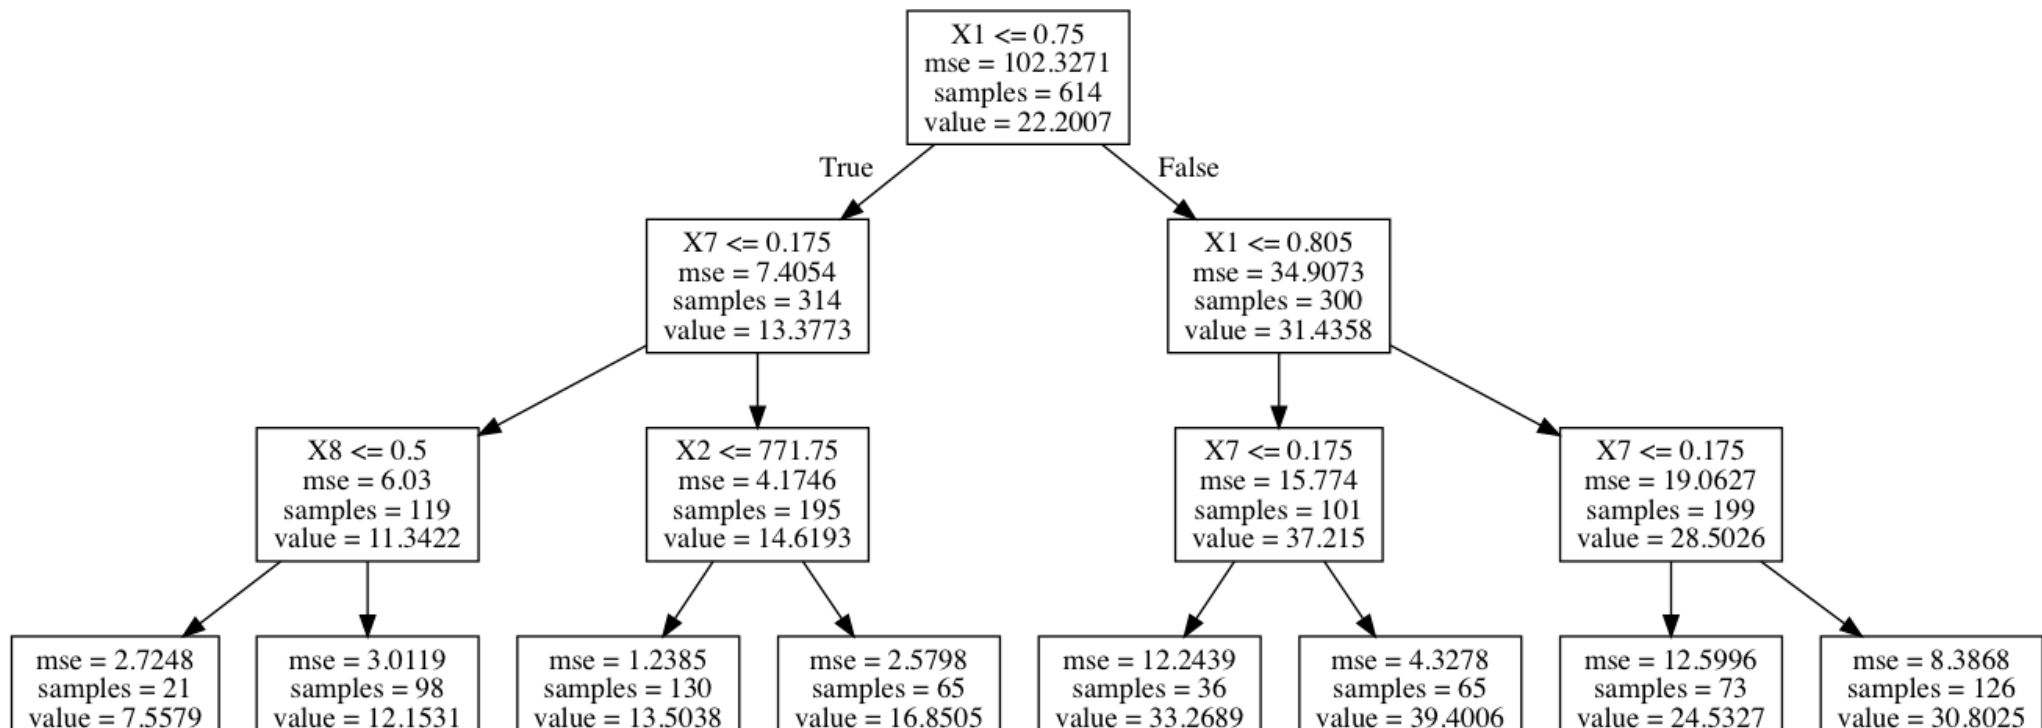 X1 <= 0.75
mse = 102.3271
samples = 614
value = 22.2007
True
False
X7 <= 0.175
mse = 7.4054
samples = 314
value = 13.3773
X1 <= 0.805
mse = 34.9073
samples = 300
value = 31.4358
X8 <= 0.5
mse = 6.03
samples = 119
value = 11.3422
X2 <= 771.75
mse = 4.1746
samples = 195
value = 14.6193
X7 <= 0.175
mse = 15.774
samples = 101
value = 37.215
X7 <= 0.175
mse = 19.0627
samples = 199
value = 28.5026
mse = 2.7248
samples = 21
value = 7.5579
mse = 3.0119
samples = 98
value = 12.1531
mse = 1.2385
samples = 130
value = 13.5038
mse = 2.5798
samples = 65
value = 16.8505
mse = 12.2439
samples = 36
value = 33.2689
mse = 4.3278
samples = 65
value = 39.4006
mse = 12.5996
samples = 73
value = 24.5327
mse = 8.3868
samples = 126
value = 30.8025